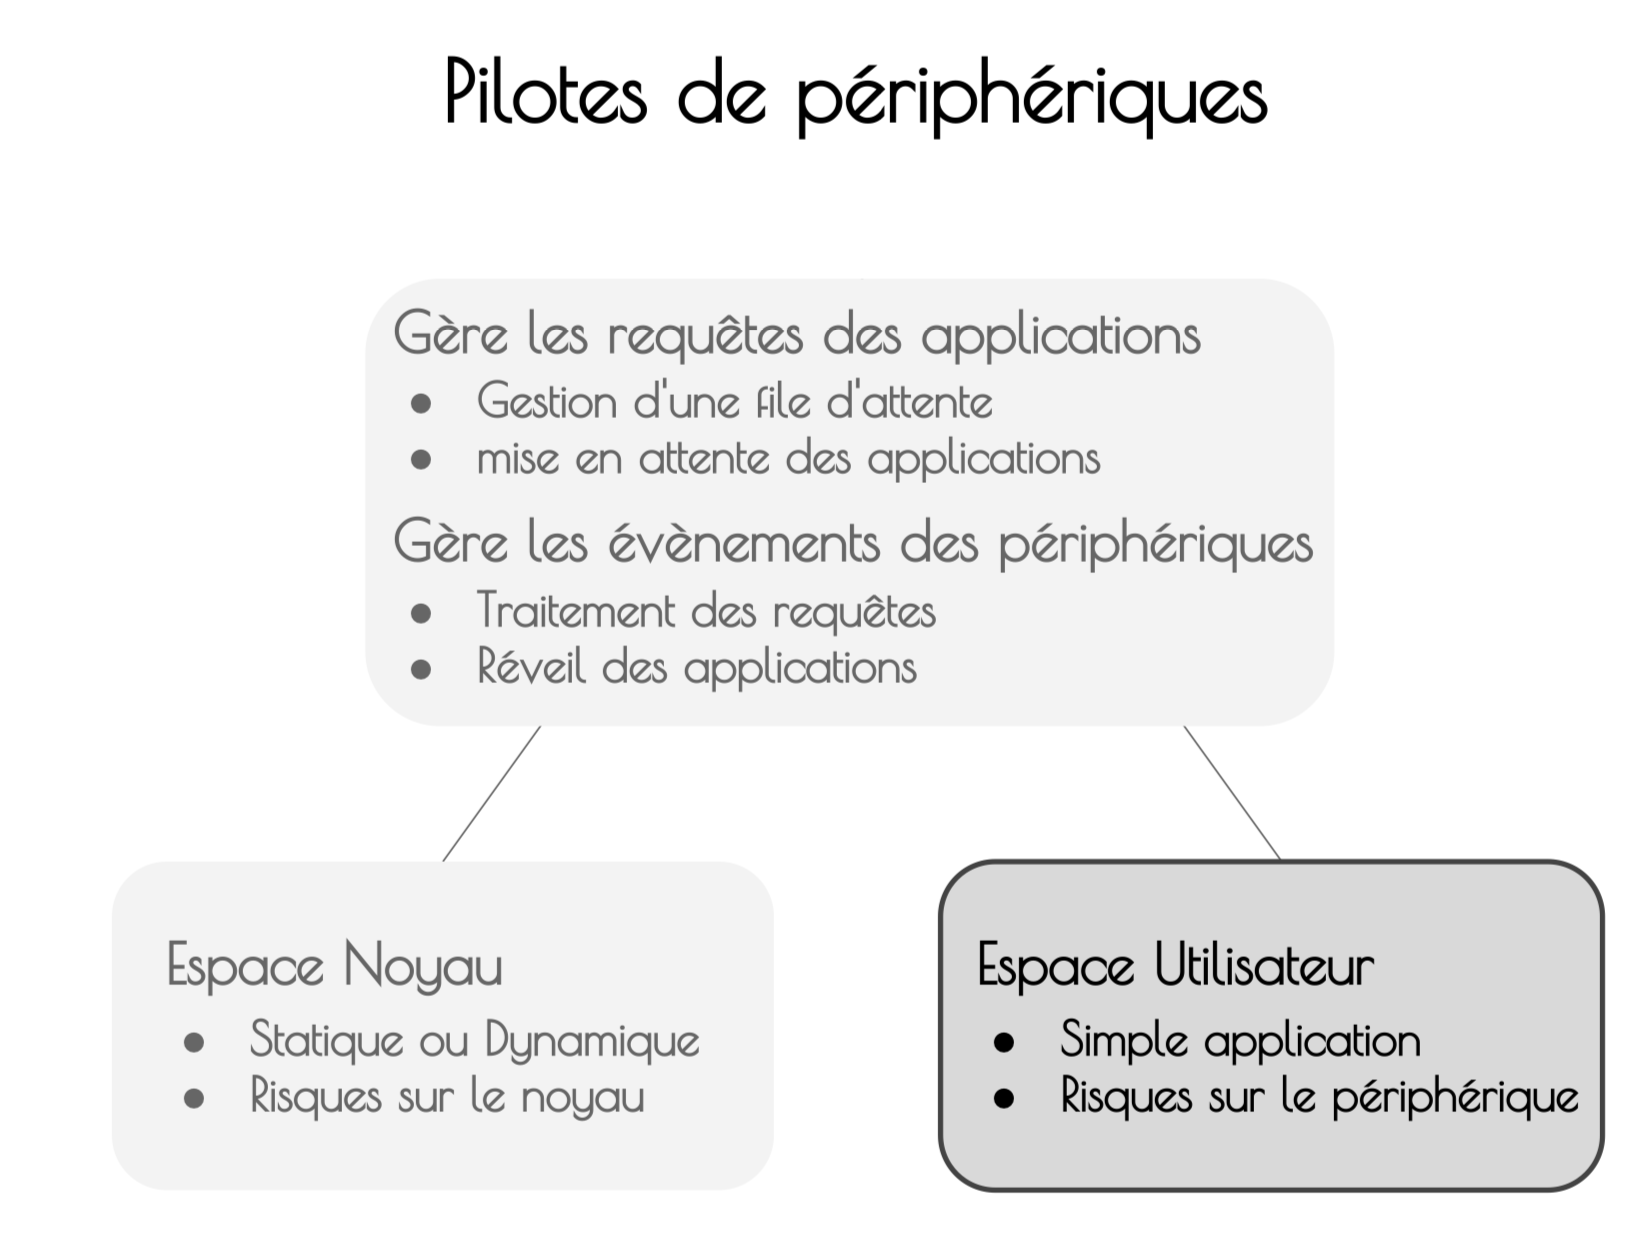 Pilotes de périphériques
Gère les requêtes des applications
● Gestion d'une file d'attente
● mise en attente des applications
Gère les évènements des périphériques
● Traitement des requêtes
● Réveil des applications
Espace Noyau
● Statique ou Dynamique
● Risques sur le noyau
Espace Utilisateur
● Simple application
● Risques sur le périphérique